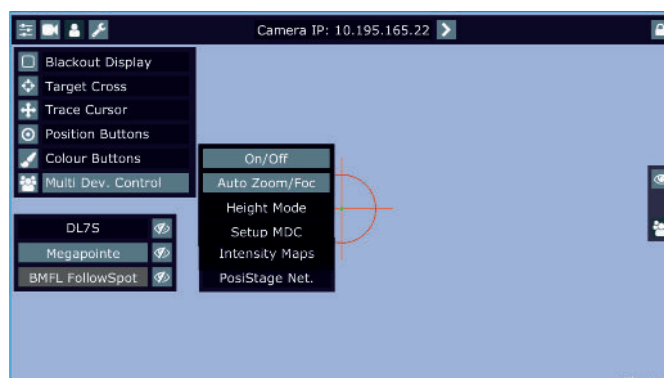 Camera IP: 10.195.165.22
Blackout Display
Target Cross
Trace Cursor
Position Buttons
Colour Buttons
Multi Dev. Control
On/Off
Auto Zoom/Foc
Height Mode
Setup MDC
Intensity Maps
PosiStage Net.
DL7S
Megapointe
BMFL FollowSpot